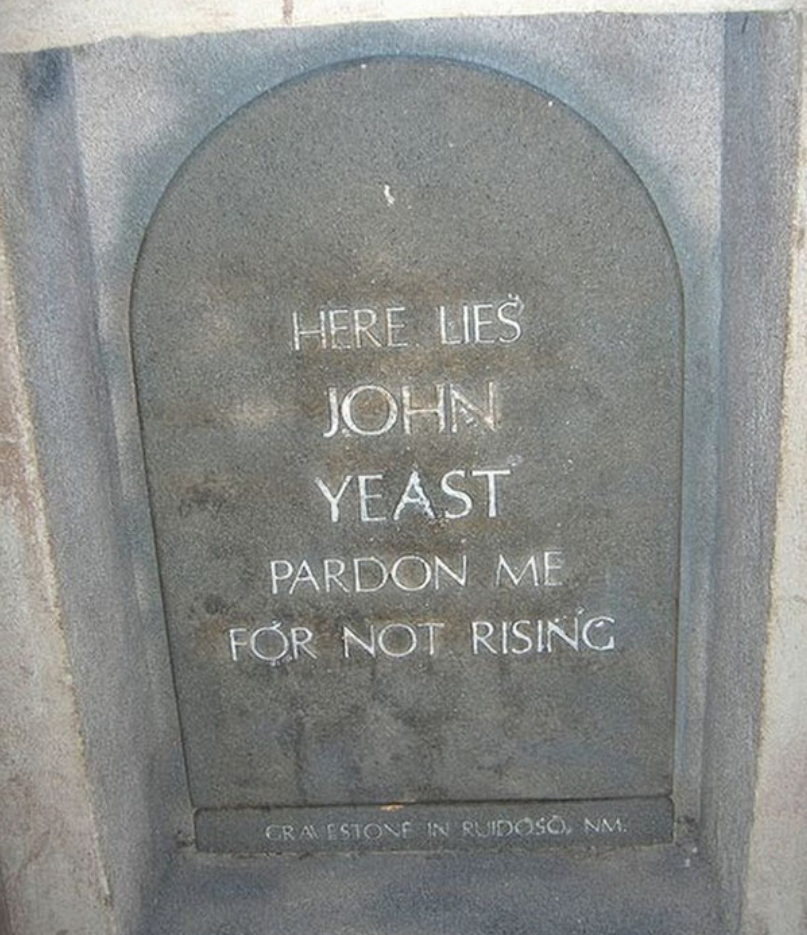 HERE LIES
JOHN
YEAST
PARDON ME
FOR NOT RISING
GRAVESTONE IN RUIDOSO, NM.